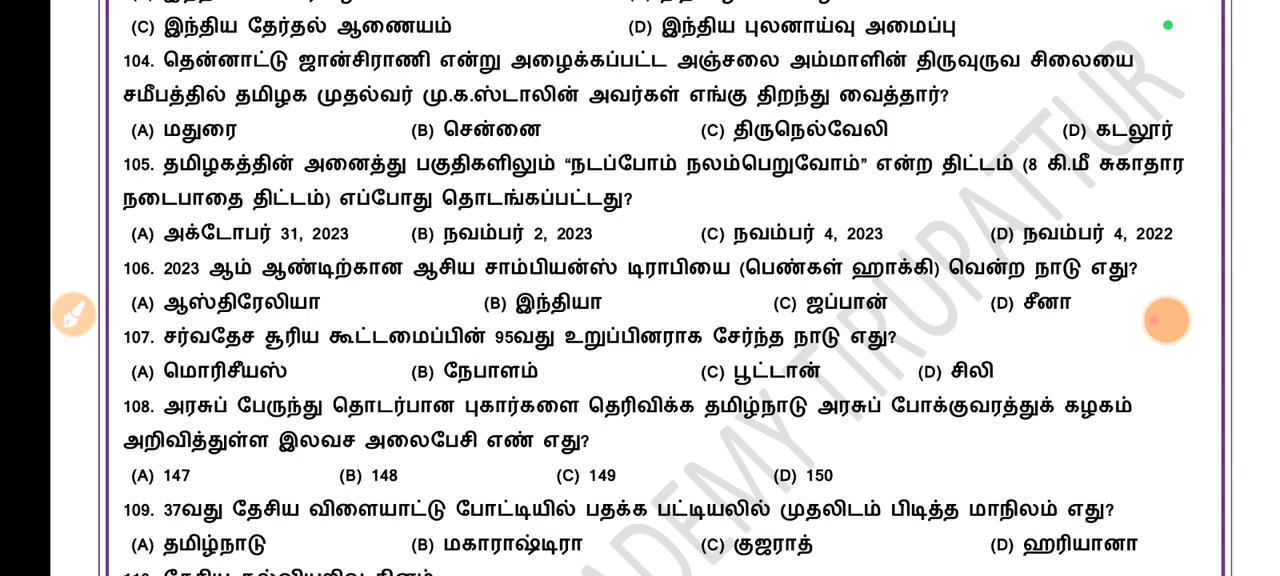 (C) இந்திய தேர்தல் ஆணையம் (D) இந்திய புலனாய்வு அமைப்பு
104. தென்னாட்டு ஜான்சிராணி என்று அழைக்கப்பட்ட அஞ்சலை அம்மாளின் திருவுருவ சிலையை
சமீபத்தில் தமிழக முதல்வர் மு.க.ஸ்டாலின் அவர்கள் எங்கு திறந்து வைத்தார்?
(A) மதுரை (B) சென்னை (C) திருநெல்வேலி (D) கடலூர்
105. தமிழகத்தின் அனைத்து பகுதிகளிலும் “நடப்போம் நலம்பெறுவோம்” என்ற திட்டம் (8 கி.மீ சுகாதார
நடைபாதை திட்டம்) எப்போது தொடங்கப்பட்டது?
(A) அக்டோபர் 31, 2023 (B) நவம்பர் 2, 2023 (C) நவம்பர் 4, 2023 (D) நவம்பர் 4, 2022
106. 2023 ஆம் ஆண்டிற்கான ஆசிய சாம்பியன்ஸ் டிராபியை (பெண்கள் ஹாக்கி) வென்ற நாடு எது?
(A) ஆஸ்திரேலியா (B) இந்தியா (C) ஜப்பான் (D) சீனா
107. சர்வதேச சூரிய கூட்டமைப்பின் 95வது உறுப்பினராக சேர்ந்த நாடு எது?
(A) மொரிசீயஸ் (B) நேபாளம் (C) பூட்டான் (D) சிலி
108. அரசுப் பேருந்து தொடர்பான புகார்களை தெரிவிக்க தமிழ்நாடு அரசுப் போக்குவரத்துக் கழகம்
அறிவித்துள்ள இலவச அலைபேசி எண் எது?
(A) 147 (B) 148 (C) 149 (D) 150
109. 37வது தேசிய விளையாட்டு போட்டியில் பதக்க பட்டியலில் முதலிடம் பிடித்த மாநிலம் எது?
(A) தமிழ்நாடு (B) மகாராஷ்டிரா (C) குஜராத் (D) ஹரியானா
ADEMY TIRUPATTUR